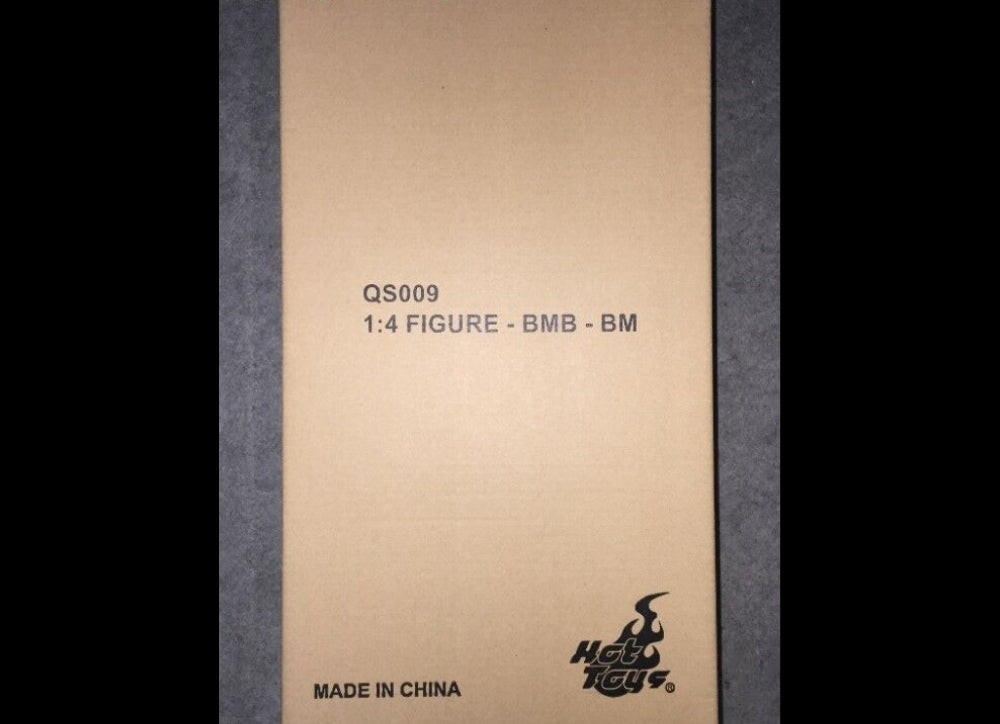 QS009
1:4 FIGURE - BMB - BM
Hot
Toys®
MADE IN CHINA